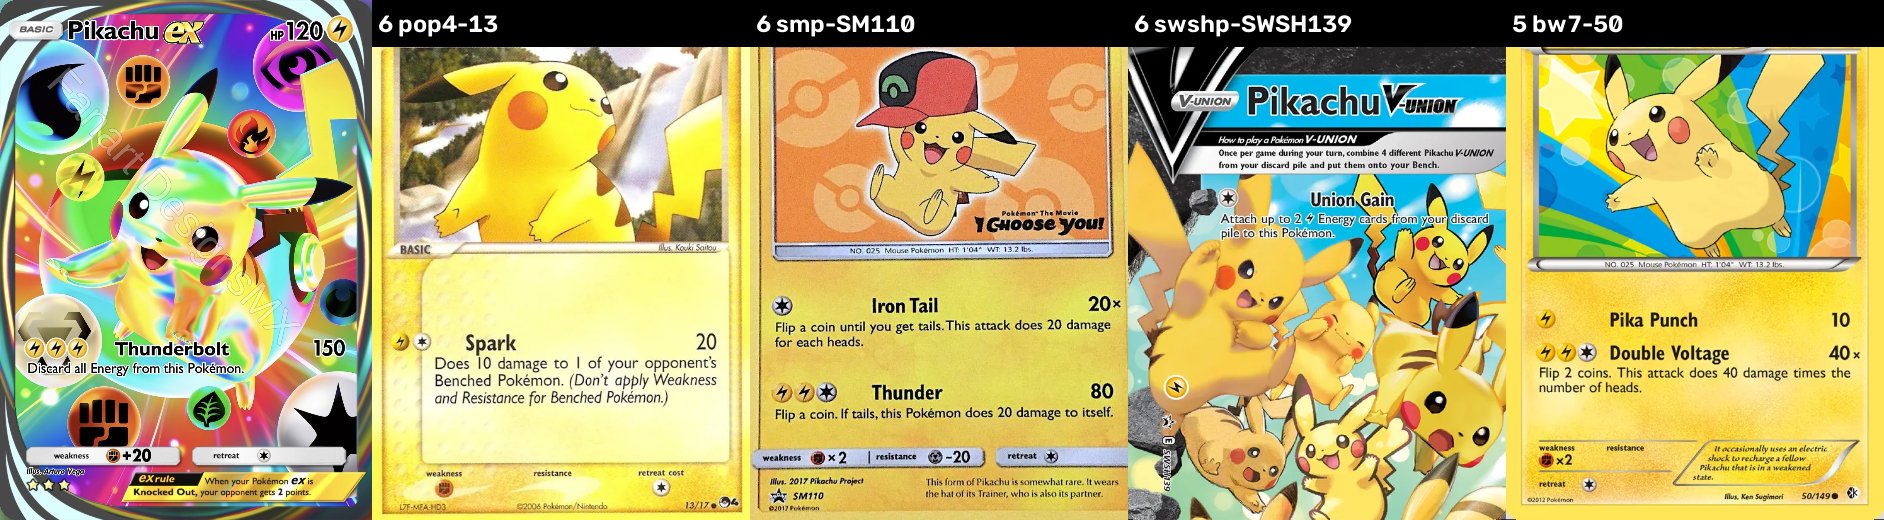 BASIC Pikachu ex HP 120
FanartDesignsMX
Thunderbolt 150
Discard all Energy from this Pokémon.
weakness +20 retreat
Illus. Arturo Vega
ex rule When your Pokémon ex is
Knocked Out, your opponent gets 2 points.
6 pop4-13
BASIC Illus. Kouki Saitou
Spark 20
Does 10 damage to 1 of your opponent's
Benched Pokémon. (Don't apply Weakness
and Resistance for Benched Pokémon.)
weakness resistance retreat cost
L7F-MFA-HD3 ©2006 Pokémon/Nintendo 13/17 ● 4
6 smp-SM110
Pokémon The Movie
I Choose You!
NO. 025 Mouse Pokémon HT: 1'04" WT: 13.2 lbs.
Iron Tail 20×
Flip a coin until you get tails. This attack does 20 damage
for each heads.
Thunder 80
Flip a coin. If tails, this Pokémon does 20 damage to itself.
weakness ×2 resistance -20 retreat
Illus. 2017 Pikachu Project
SM110
©2017 Pokémon
This form of Pikachu is somewhat rare. It wears
the hat of its Trainer, who is also its partner.
6 swshp-SWSH139
V-UNION Pikachu V-UNION
How to play a Pokémon V-UNION
Once per game during your turn, combine 4 different Pikachu V-UNION
from your discard pile and put them onto your Bench.
Union Gain
Attach up to 2 Energy cards from your discard
pile to this Pokémon.
E SWSH139
5 bw7-50
NO. 025 Mouse Pokémon HT: 1'04" WT: 13.2 lbs.
Pika Punch 10
Double Voltage 40×
Flip 2 coins. This attack does 40 damage times the
number of heads.
weakness resistance
×2
retreat
It occasionally uses an electric
shock to recharge a fellow
Pikachu that is in a weakened
state.
©2012 Pokémon Illus. Ken Sugimori 50/149 ●